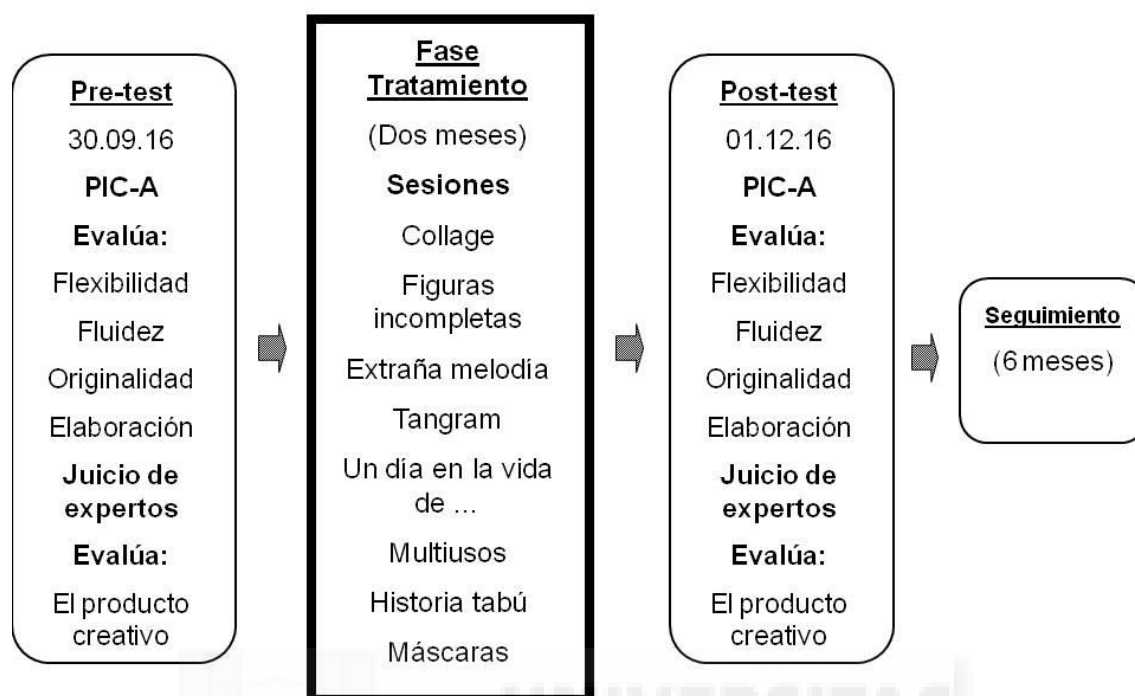 Pre-test
30.09.16
PIC-A
Evalúa:
Flexibilidad
Fluidez
Originalidad
Elaboración
Juicio de
expertos
Evalúa:
El producto
creativo
Fase
Tratamiento
(Dos meses)
Sesiones
Collage
Figuras
incompletas
Extraña melodía
Tangram
Un día en la vida
de ...
Multiusos
Historia tabú
Máscaras
Post-test
01.12.16
PIC-A
Evalúa:
Flexibilidad
Fluidez
Originalidad
Elaboración
Juicio de
expertos
Evalúa:
El producto
creativo
Seguimiento
(6 meses)